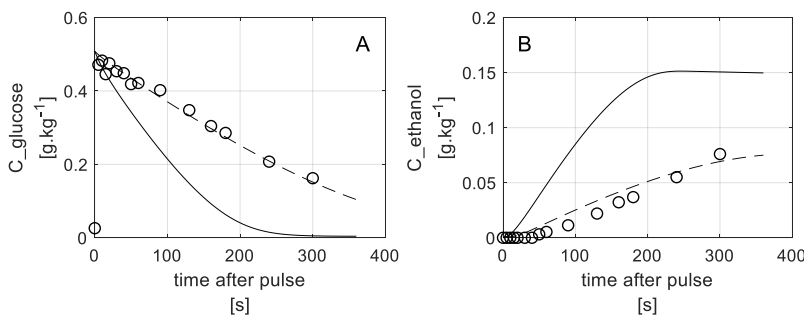 A
0.6
0.4
0.2
0
C_glucose
[g.kg-1]
0
100
200
300
400
time after pulse
[s]
B
0.2
0.15
0.1
0.05
0
C_ethanol
[g.kg-1]
0
100
200
300
400
time after pulse
[s]